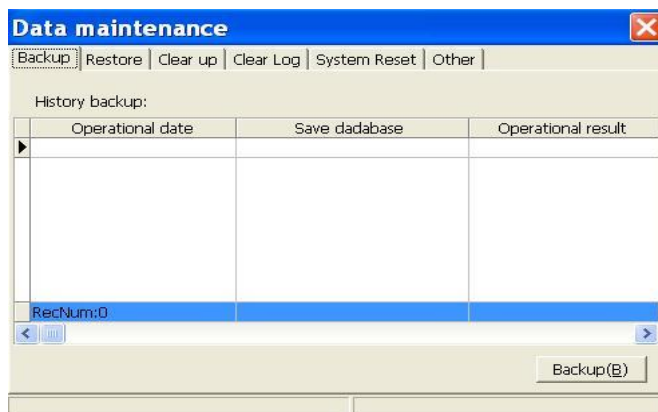 Data maintenance
Backup Restore Clear up Clear Log System Reset Other
History backup:
Operational date Save dadabase Operational result
RecNum:0
Backup(B)